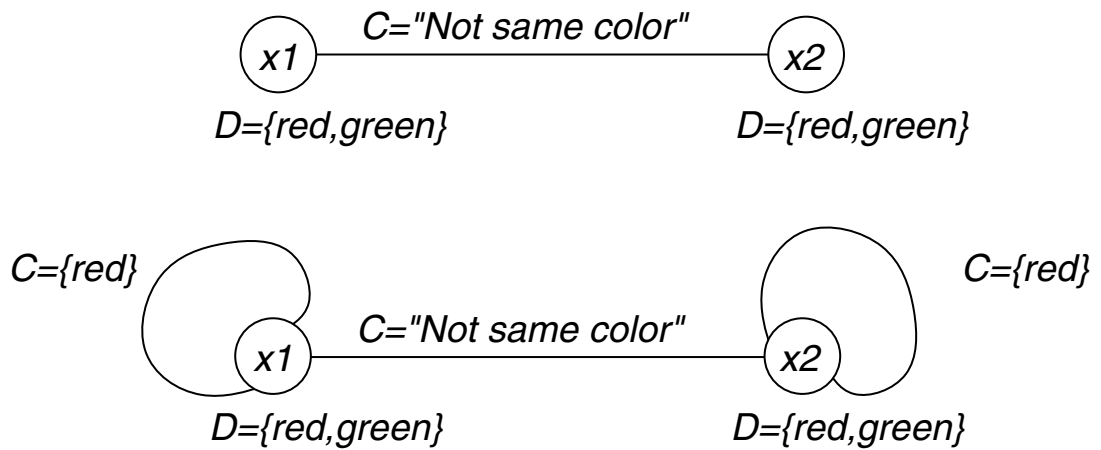 C="Not same color"
x1
x2
D={red,green}
D={red,green}
C={red}
C={red}
C="Not same color"
x1
x2
D={red,green}
D={red,green}